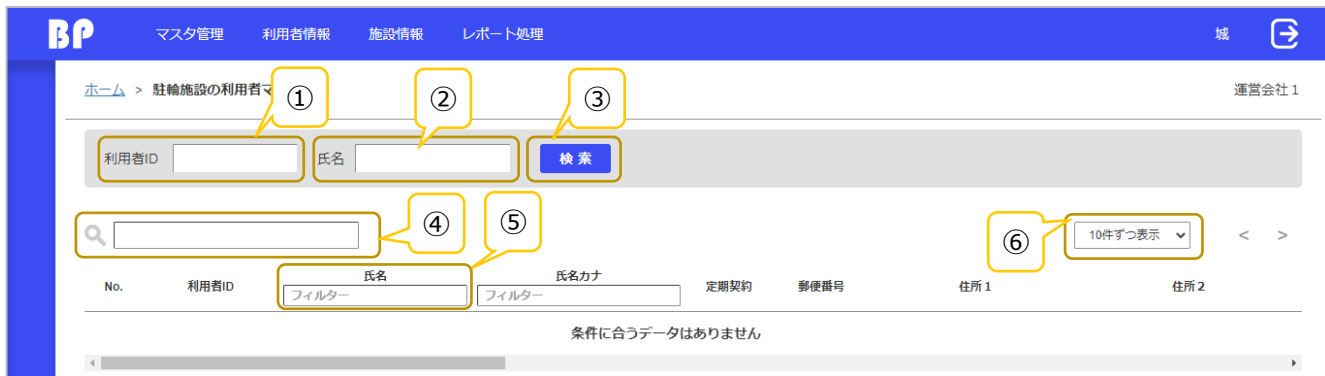 BP マスタ管理 利用者情報 施設情報 レポート処理 城
ホーム > 駐輪施設の利用者マ 運営会社1
① ② ③
利用者ID 氏名 検 索
④ ⑤ ⑥ 10件ずつ表示 < >
No. 利用者ID 氏名 氏名カナ 定期契約 郵便番号 住所1 住所2
フィルター フィルター
条件に合うデータはありません